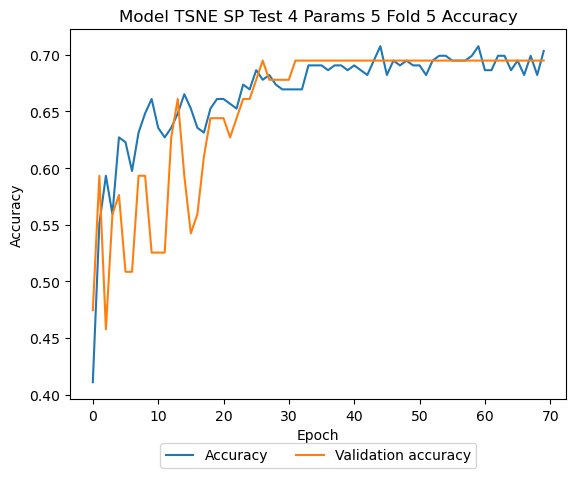 Model TSNE SP Test 4 Params 5 Fold 5 Accuracy
0.70
0.65
0.60
0.55
0.50
0.45
0.40
Accuracy
0 10 20 30 40 50 60 70
Epoch
Accuracy Validation accuracy